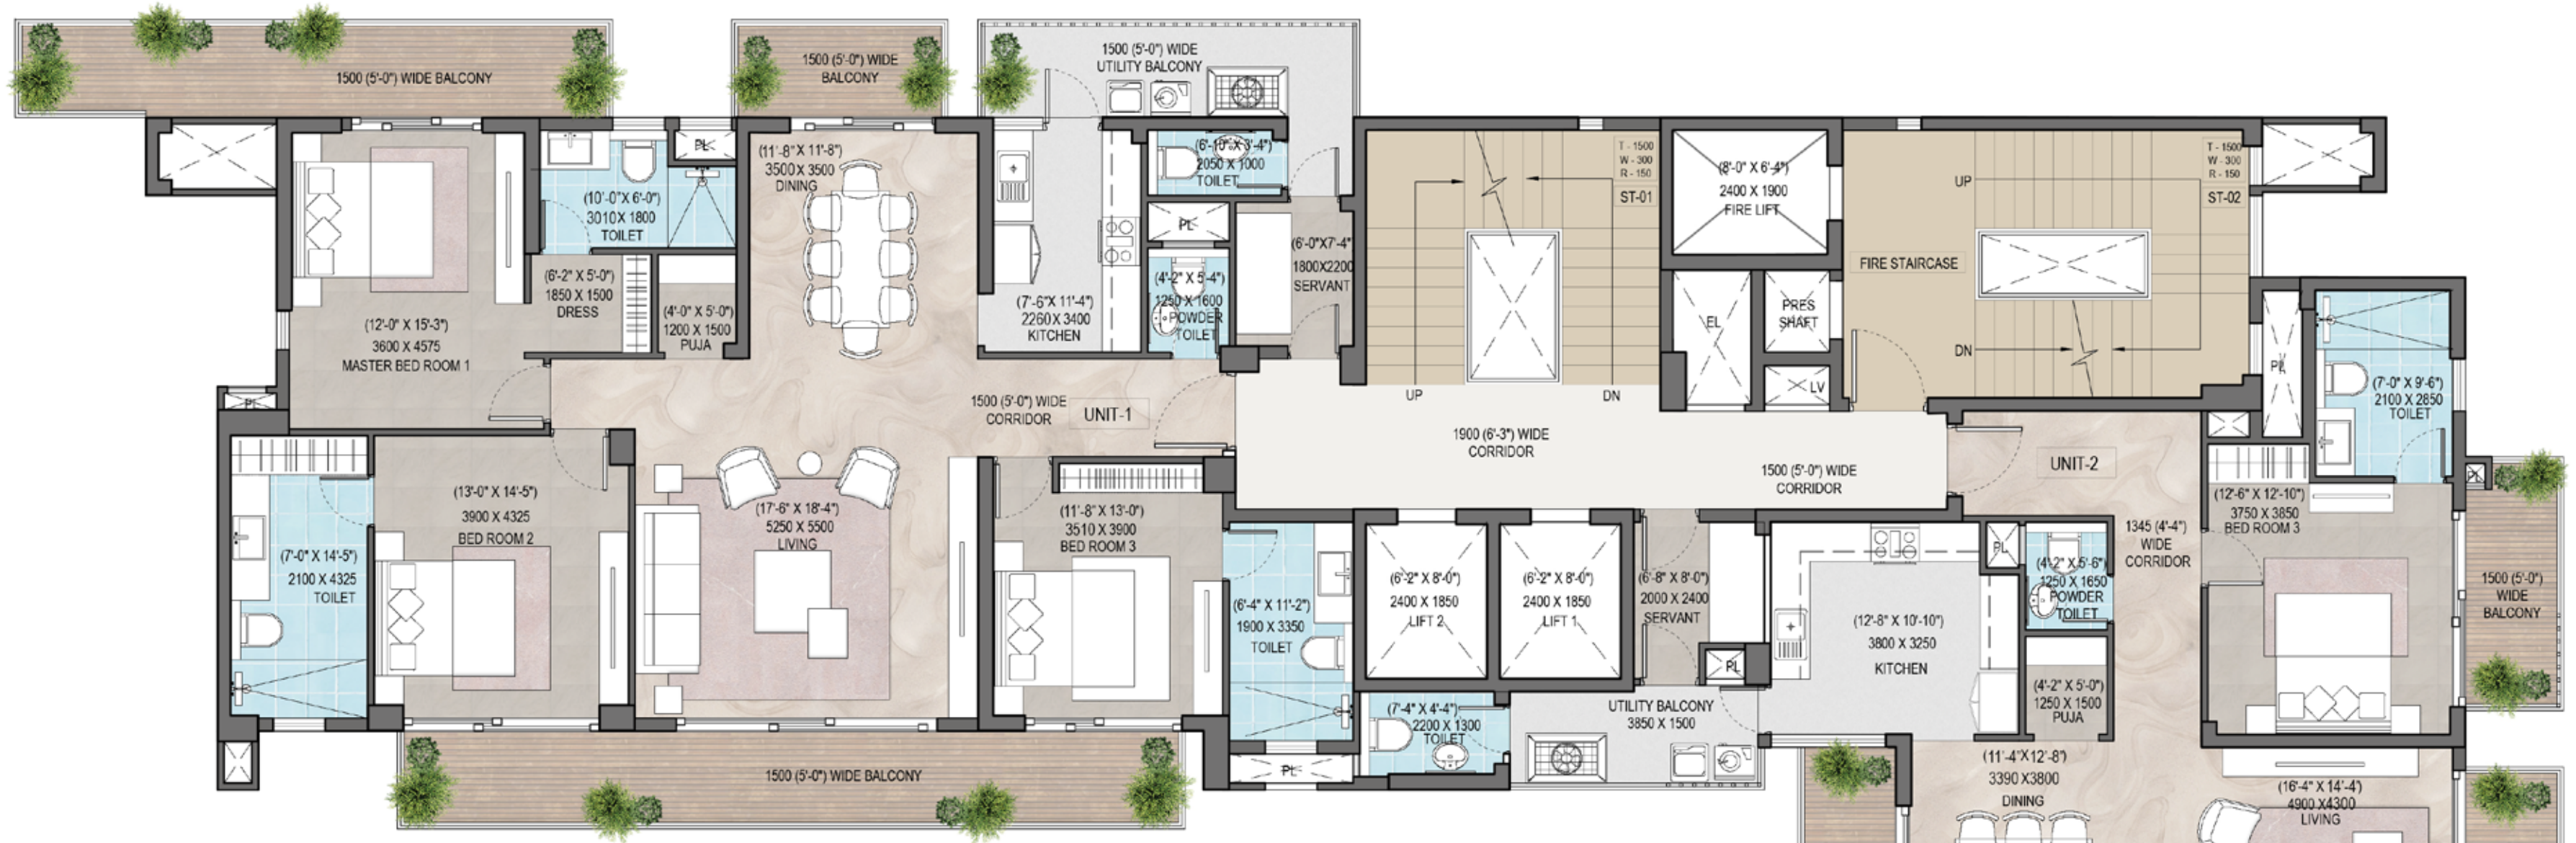 1500 (5'-0") WIDE BALCONY
1500 (5'-0") WIDE
BALCONY
1500 (5'-0") WIDE
UTILITY BALCONY
PL
(11'-8" X 11'-8")
3500 X 3500
DINING
(6'-10" X 3'-4")
2050 X 1000
TOILET
T - 1500
W - 300
R - 150
ST-01
(8'-0" X 6'-4")
2400 X 1900
FIRE LIFT
UP
T - 1500
W - 300
R - 150
ST-02
(10'-0" X 6'-0")
3010 X 1800
TOILET
PL
(6'-0"X7'-4"
1800X2200
SERVANT
FIRE STAIRCASE
(6'-2" X 5'-0")
1850 X 1500
DRESS
(4'-0" X 5'-0")
1200 X 1500
PUJA
(7'-6"X 11'-4")
2260 X 3400
KITCHEN
(4'-2" X 5'-4")
1250 X 1600
POWDER
TOILET
EL
PRES
SHAFT
DN
PL
(12'-0" X 15'-3")
3600 X 4575
MASTER BED ROOM 1
LV
UP
DN
(7'-0" X 9'-6")
2100 X 2850
TOILET
1500 (5'-0") WIDE
CORRIDOR
UNIT-1
1900 (6'-3") WIDE
CORRIDOR
1500 (5'-0") WIDE
CORRIDOR
UNIT-2
(13'-0" X 14'-5")
3900 X 4325
BED ROOM 2
(17'-6" X 18'-4")
5250 X 5500
LIVING
(11'-8" X 13'-0")
3510 X 3900
BED ROOM 3
(12'-6" X 12'-10")
3750 X 3850
BED ROOM 3
1345 (4'-4")
WIDE
CORRIDOR
(7'-0" X 14'-5")
2100 X 4325
TOILET
(6'-4" X 11'-2")
1900 X 3350
TOILET
(6'-2" X 8'-0")
2400 X 1850
LIFT 2
(6'-2" X 8'-0")
2400 X 1850
LIFT 1
(6'-8" X 8'-0")
2000 X 2400
SERVANT
PL
(12'-8" X 10'-10")
3800 X 3250
KITCHEN
PL
(4'-2" X 5'-6")
1250 X 1650
POWDER
TOILET
1500 (5'-0")
WIDE
BALCONY
(4'-2" X 5'-0")
1250 X 1500
PUJA
(7'-4" X 4'-4")
2200 X 1300
TOILET
UTILITY BALCONY
3850 X 1500
1500 (5'-0") WIDE BALCONY
PL
(11'-4"X 12'-8")
3390 X3800
DINING
(16'-4" X 14'-4")
4900 X4300
LIVING